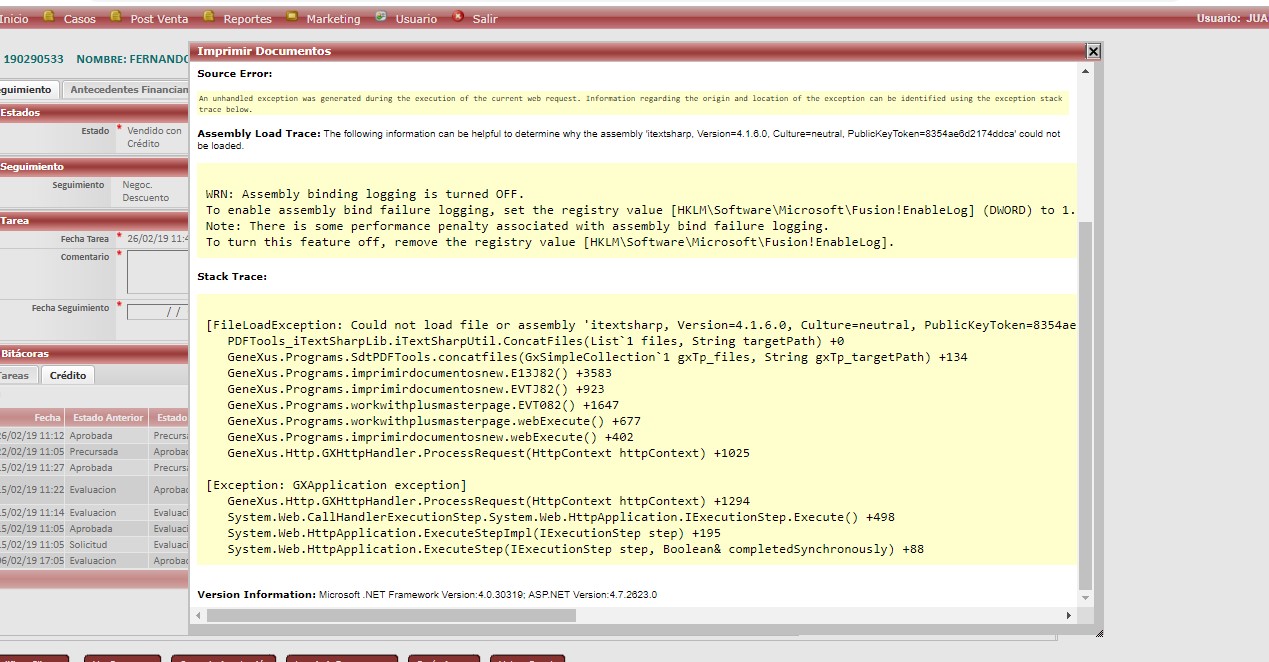 Inicio Casos Post Venta Reportes Marketing Usuario Salir Usuario: JUA
190290533 NOMBRE: FERNANDO
guimiento Antecedentes Financian
Estados
Estado * Vendido con
Crédito
Seguimiento
Seguimiento Negoc.
Descuento
Tarea
Fecha Tarea * 26/02/19 11:4
Comentario *
Fecha Seguimiento * / /
Bitácoras
Tareas Crédito
Fecha Estado Anterior Estado
26/02/19 11:12 Aprobada Precursa
22/02/19 11:05 Precursada Aprobac
15/02/19 11:27 Aprobada Precursa
15/02/19 11:22 Evaluacion Aprobac
15/02/19 11:14 Evaluacion Evaluaci
15/02/19 11:05 Aprobada Evaluaci
15/02/19 11:05 Solicitud Evaluaci
06/02/19 17:05 Evaluacion Aprobac
Imprimir Documentos
Source Error:
An unhandled exception was generated during the execution of the current web request. Information regarding the origin and location of the exception can be identified using the exception stack
trace below.
Assembly Load Trace: The following information can be helpful to determine why the assembly 'itextsharp, Version=4.1.6.0, Culture=neutral, PublicKeyToken=8354ae6d2174ddca' could not
be loaded.
WRN: Assembly binding logging is turned OFF.
To enable assembly bind failure logging, set the registry value [HKLM\Software\Microsoft\Fusion!EnableLog] (DWORD) to 1.
Note: There is some performance penalty associated with assembly bind failure logging.
To turn this feature off, remove the registry value [HKLM\Software\Microsoft\Fusion!EnableLog].
Stack Trace:
[FileLoadException: Could not load file or assembly 'itextsharp, Version=4.1.6.0, Culture=neutral, PublicKeyToken=8354ae
PDFTools_iTextSharpLib.iTextSharpUtil.ConcatFiles(List`1 files, String targetPath) +0
GeneXus.Programs.SdtPDFTools.concatfiles(GxSimpleCollection`1 gxTp_files, String gxTp_targetPath) +134
GeneXus.Programs.imprimirdocumentosnew.E13J82() +3583
GeneXus.Programs.imprimirdocumentosnew.EVTJ82() +923
GeneXus.Programs.workwithplusmasterpage.EVT082() +1647
GeneXus.Programs.workwithplusmasterpage.webExecute() +677
GeneXus.Programs.imprimirdocumentosnew.webExecute() +402
GeneXus.Http.GXHttpHandler.ProcessRequest(HttpContext httpContext) +1025
[Exception: GXApplication exception]
GeneXus.Http.GXHttpHandler.ProcessRequest(HttpContext httpContext) +1294
System.Web.CallHandlerExecutionStep.System.Web.HttpApplication.IExecutionStep.Execute() +498
System.Web.HttpApplication.ExecuteStepImpl(IExecutionStep step) +195
System.Web.HttpApplication.ExecuteStep(IExecutionStep step, Boolean& completedSynchronously) +88
Version Information: Microsoft .NET Framework Version:4.0.30319; ASP.NET Version:4.7.2623.0